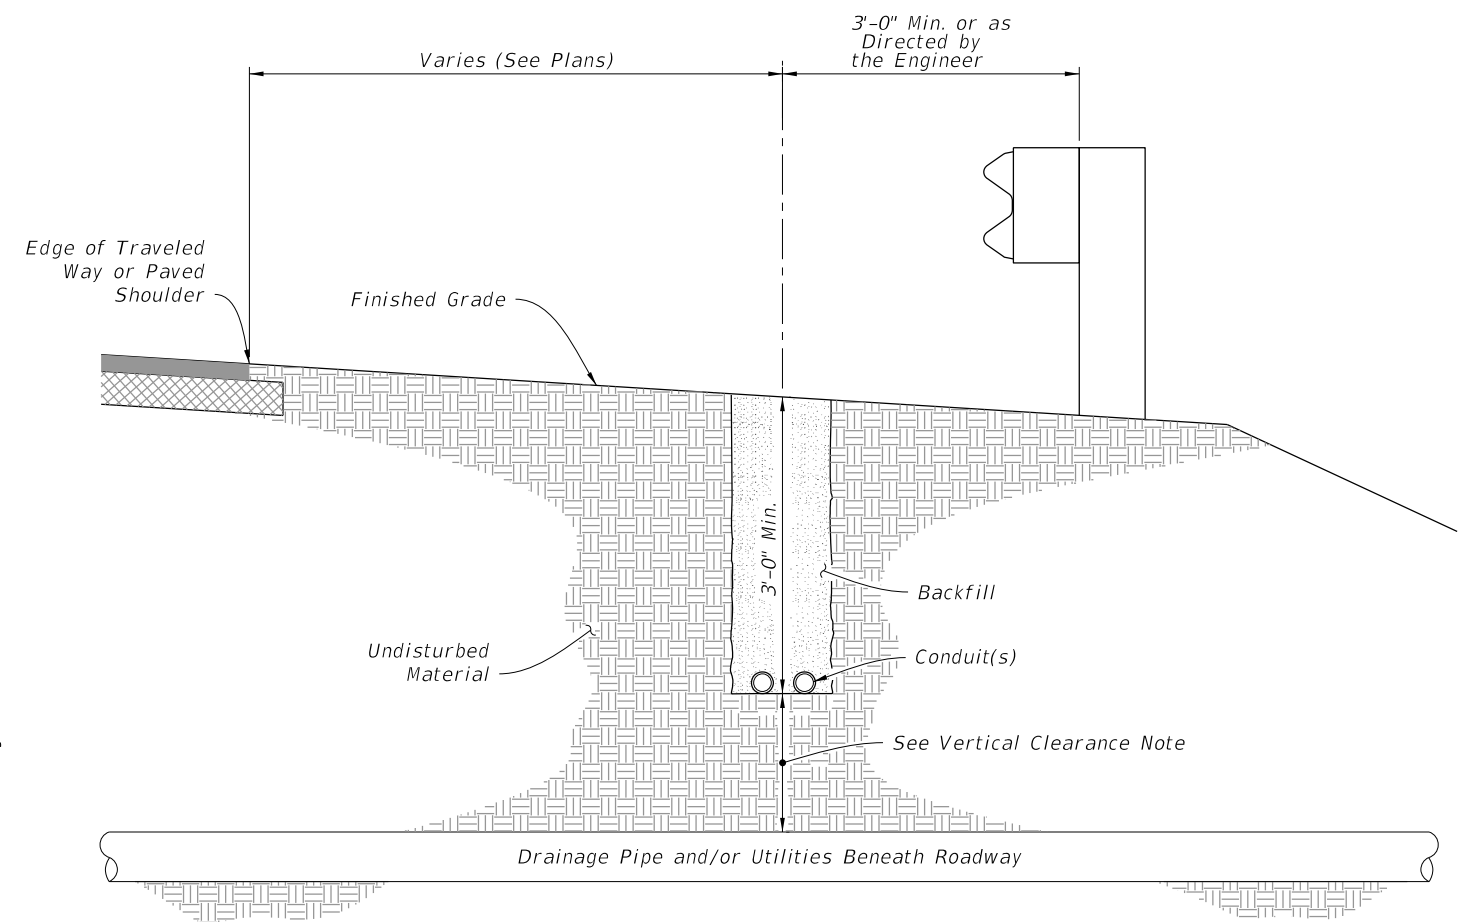 3'-0" Min. or as
Directed by
the Engineer
Varies (See Plans)
Edge of Traveled
Way or Paved
Shoulder
Finished Grade
3'-0" Min.
Backfill
Undisturbed
Material
Conduit(s)
See Vertical Clearance Note
Drainage Pipe and/or Utilities Beneath Roadway